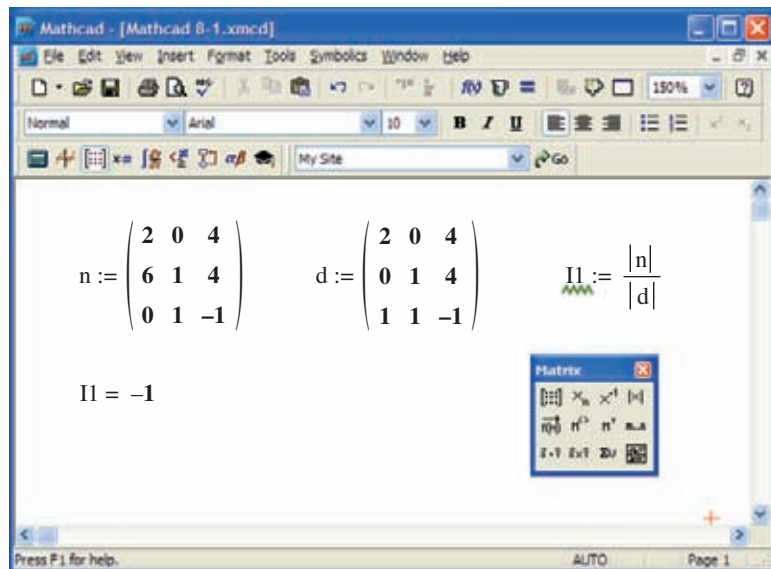 Mathcad - [Mathcad 8-1.xmcd]
File Edit View Insert Format Tools Symbolics Window Help
150%
Normal Arial 10 B I U
My Site Go
n := ( 2 0 4 d := ( 2 0 4 I1 := |n|
6 1 4 0 1 4 |d|
0 1 –1 ) 1 1 –1 )
I1 = –1
Matrix
Press F1 for help. AUTO Page 1